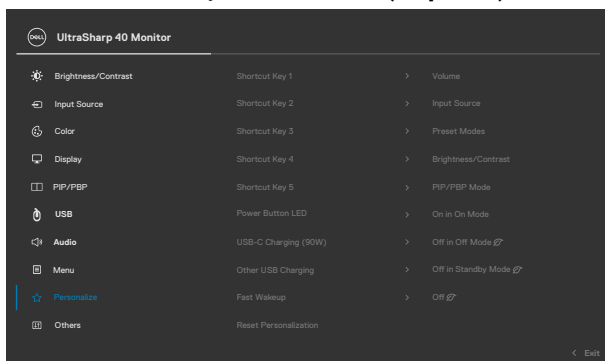 DELL UltraSharp 40 Monitor
Brightness/Contrast Shortcut Key 1 > Volume
Input Source Shortcut Key 2 > Input Source
Color Shortcut Key 3 > Preset Modes
Display Shortcut Key 4 > Brightness/Contrast
PIP/PBP Shortcut Key 5 > PIP/PBP Mode
USB Power Button LED > On in On Mode
Audio USB-C Charging (90W) > Off in Off Mode
Menu Other USB Charging > Off in Standby Mode
Personalize Fast Wakeup > Off
Others Reset Personalization
< Exit